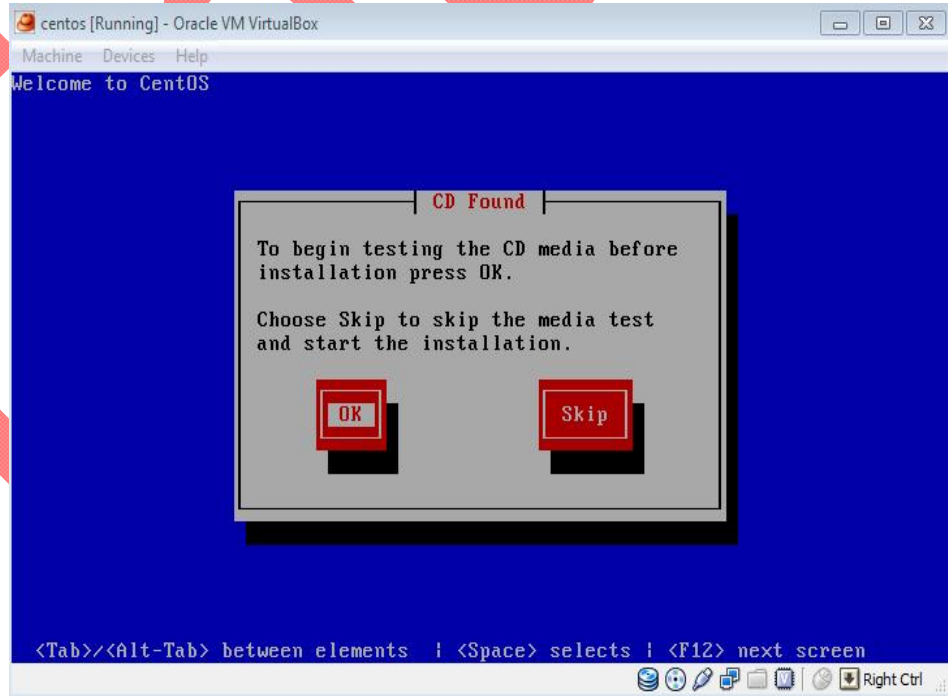 centos [Running] - Oracle VM VirtualBox
Machine Devices Help
Welcome to CentOS
CD Found
To begin testing the CD media before
installation press OK.
Choose Skip to skip the media test
and start the installation.
OK Skip
<Tab>/<Alt-Tab> between elements | <Space> selects | <F12> next screen
Right Ctrl